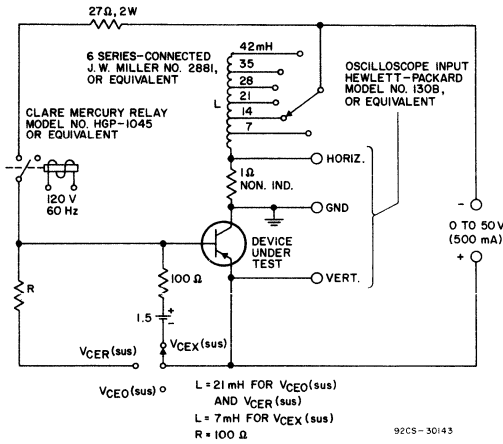 27Ω, 2W
6 SERIES-CONNECTED
J. W. MILLER NO. 2881,
OR EQUIVALENT
42mH
35
28
21
L
14
7
OSCILLOSCOPE INPUT
HEWLETT-PACKARD
MODEL NO. 130B,
OR EQUIVALENT
CLARE MERCURY RELAY
MODEL NO. HGP-1045
OR EQUIVALENT
120 V
60 Hz
HORIZ.
1Ω
NON. IND.
GND
-
0 TO 50V
(500 mA)
+
DEVICE
UNDER
TEST
R
100 Ω
VERT.
1.5
+
-
VCER(sus)
VCEX(sus)
VCEO(sus)
L = 21 mH FOR VCEO(sus)
AND VCER(sus)
L = 7mH FOR VCEX (sus)
R = 100 Ω
92CS-30143